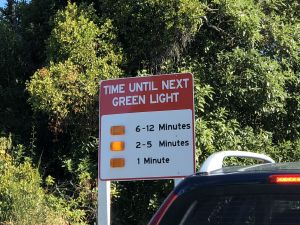 TIME UNTIL NEXT
GREEN LIGHT
6-12 Minutes
2-5 Minutes
1 Minute